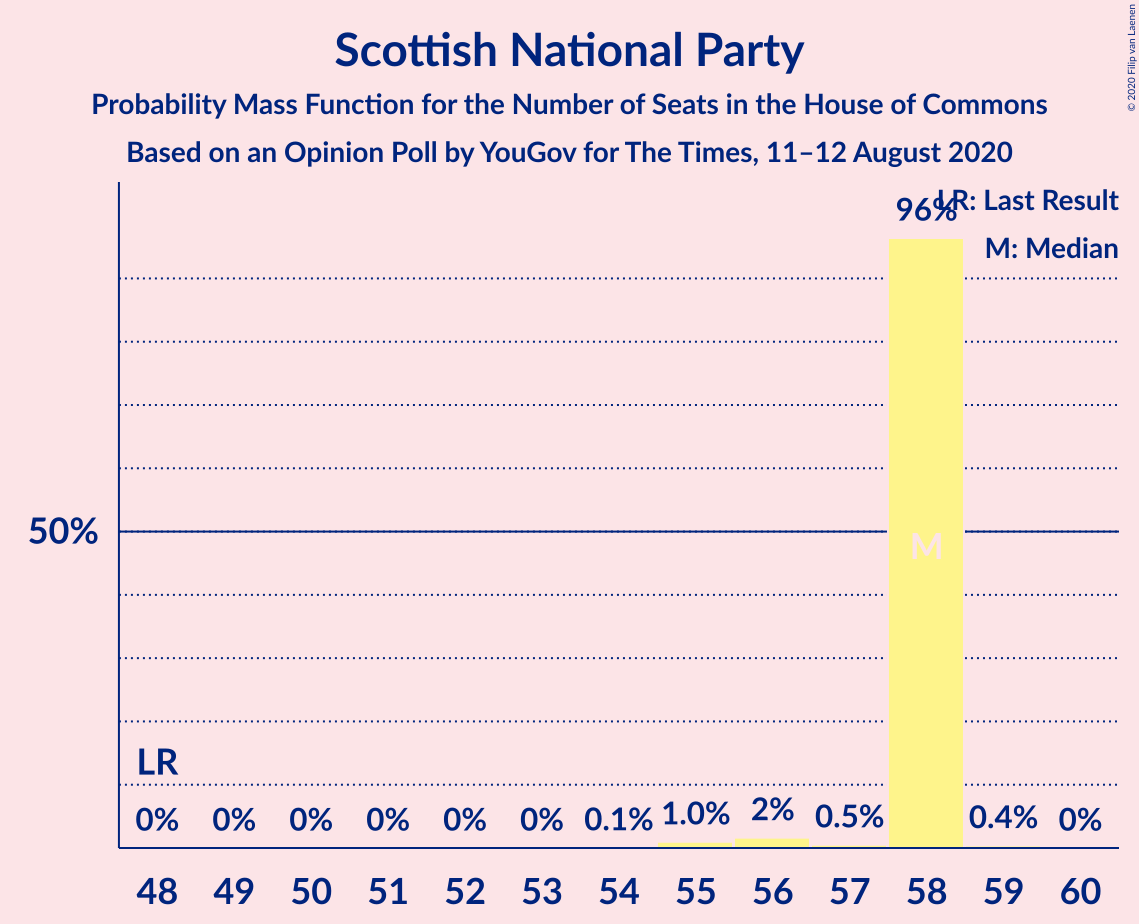 Scottish National Party
Probability Mass Function for the Number of Seats in the House of Commons
Based on an Opinion Poll by YouGov for The Times, 11–12 August 2020
© 2020 Filip van Laenen
LR: Last Result
M: Median
96%
50%
M
LR
0% 0% 0% 0% 0% 0% 0.1% 1.0% 2% 0.5% 0.4% 0%
48 49 50 51 52 53 54 55 56 57 58 59 60